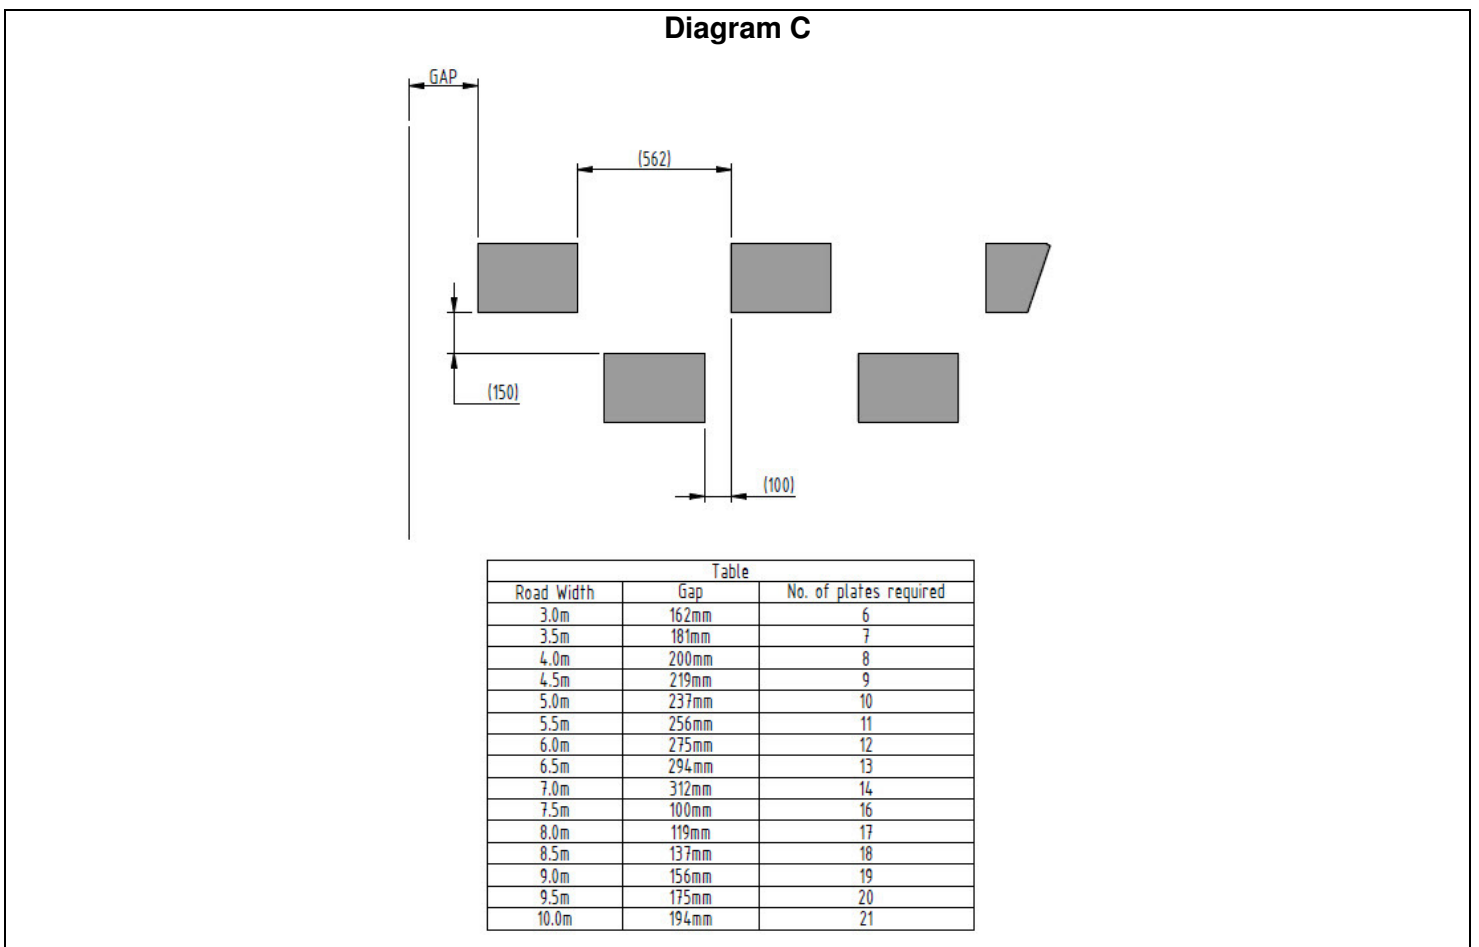 Diagram C
GAP
(562)
(150)
(100)
Table
Road Width Gap No. of plates required
3.0m 162mm 6
3.5m 181mm 7
4.0m 200mm 8
4.5m 219mm 9
5.0m 237mm 10
5.5m 256mm 11
6.0m 275mm 12
6.5m 294mm 13
7.0m 312mm 14
7.5m 100mm 16
8.0m 119mm 17
8.5m 137mm 18
9.0m 156mm 19
9.5m 175mm 20
10.0m 194mm 21